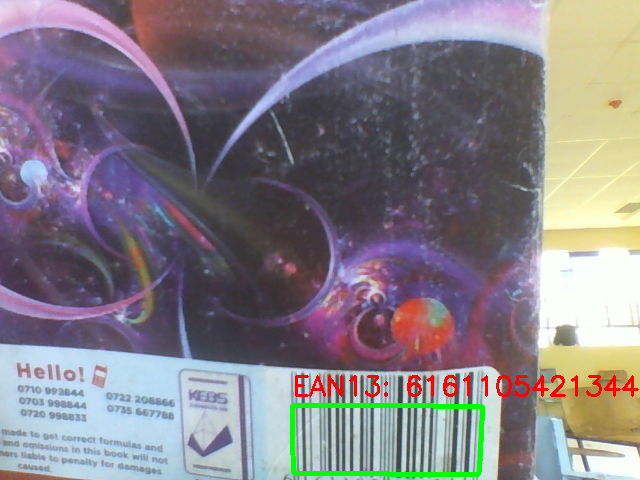 EAN13: 6161105421344
Hello!
0710 993844
0703 998844
0720 998833
0722 208866
0735 667788
KEBS
made to get correct formulas and
and omissions in this book will not
hers liable to penalty for damages
caused.